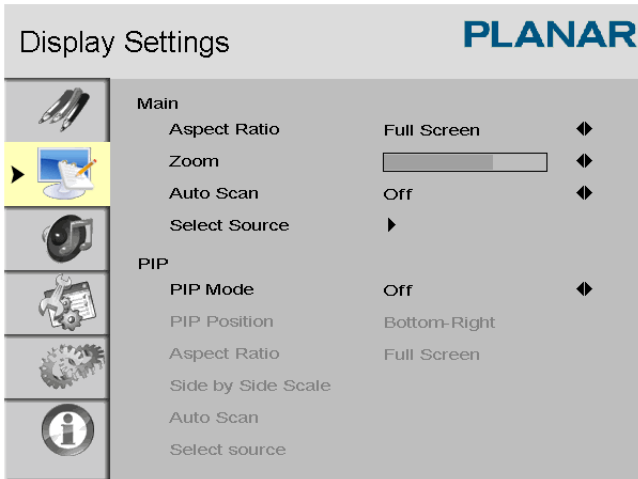 Display Settings PLANAR
Main
Aspect Ratio Full Screen
Zoom
Auto Scan Off
Select Source
PIP
PIP Mode Off
PIP Position Bottom-Right
Aspect Ratio Full Screen
Side by Side Scale
Auto Scan
Select source